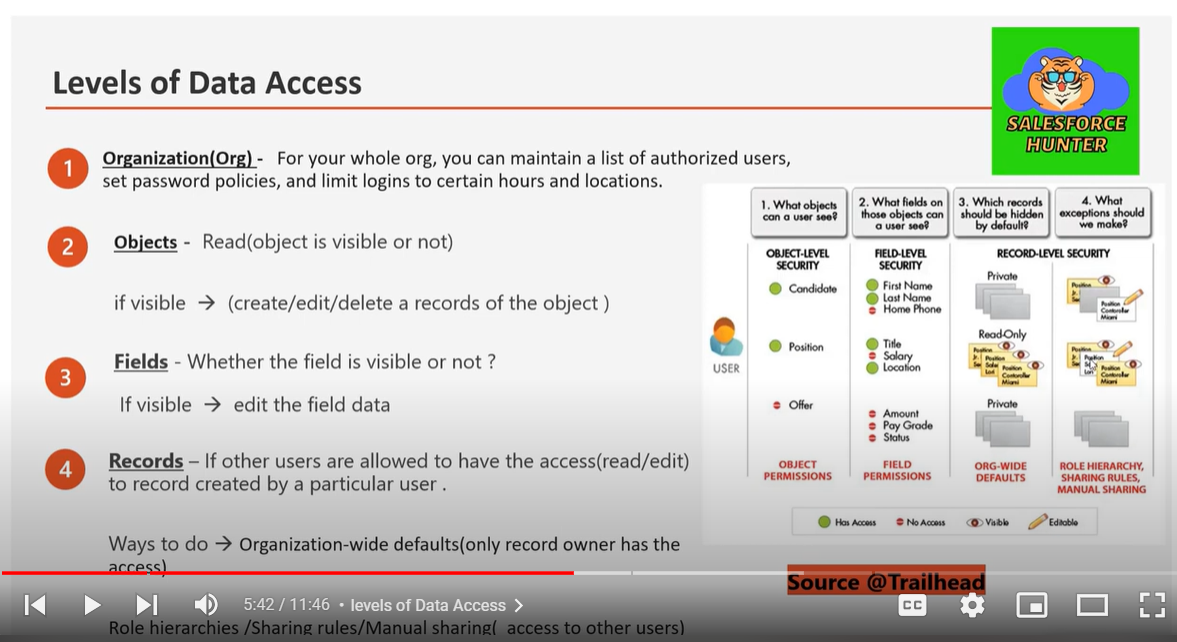 Levels of Data Access
SALESFORCE
HUNTER
1
Organization(Org) - For your whole org, you can maintain a list of authorized users,
set password policies, and limit logins to certain hours and locations.
2
Objects - Read(object is visible or not)
if visible → (create/edit/delete a records of the object )
3
Fields - Whether the field is visible or not ?
If visible → edit the field data
4
Records – If other users are allowed to have the access(read/edit)
to record created by a particular user .
Ways to do → Organization-wide defaults(only record owner has the
access)
Role hierarchies /Sharing rules/Manual sharing( access to other users)
1. What objects
can a user see?
2. What fields on
those objects can
a user see?
3. Which records
should be hidden
by default?
4. What
exceptions should
we make?
OBJECT-LEVEL
SECURITY
FIELD-LEVEL
SECURITY
RECORD-LEVEL SECURITY
USER
Candidate
First Name
Last Name
Home Phone
Private
Position
Position
Controller
Miami
Position
Title
Salary
Location
Read-Only
Position
Position
Position
Controller
Miami
Position
Position
Position
Controller
Miami
Offer
Amount
Pay Grade
Status
Private
OBJECT
PERMISSIONS
FIELD
PERMISSIONS
ORG-WIDE
DEFAULTS
ROLE HIERARCHY,
SHARING RULES,
MANUAL SHARING
Has Access
No Access
Visible
Editable
Source @Trailhead
5:42 / 11:46 • levels of Data Access
CC